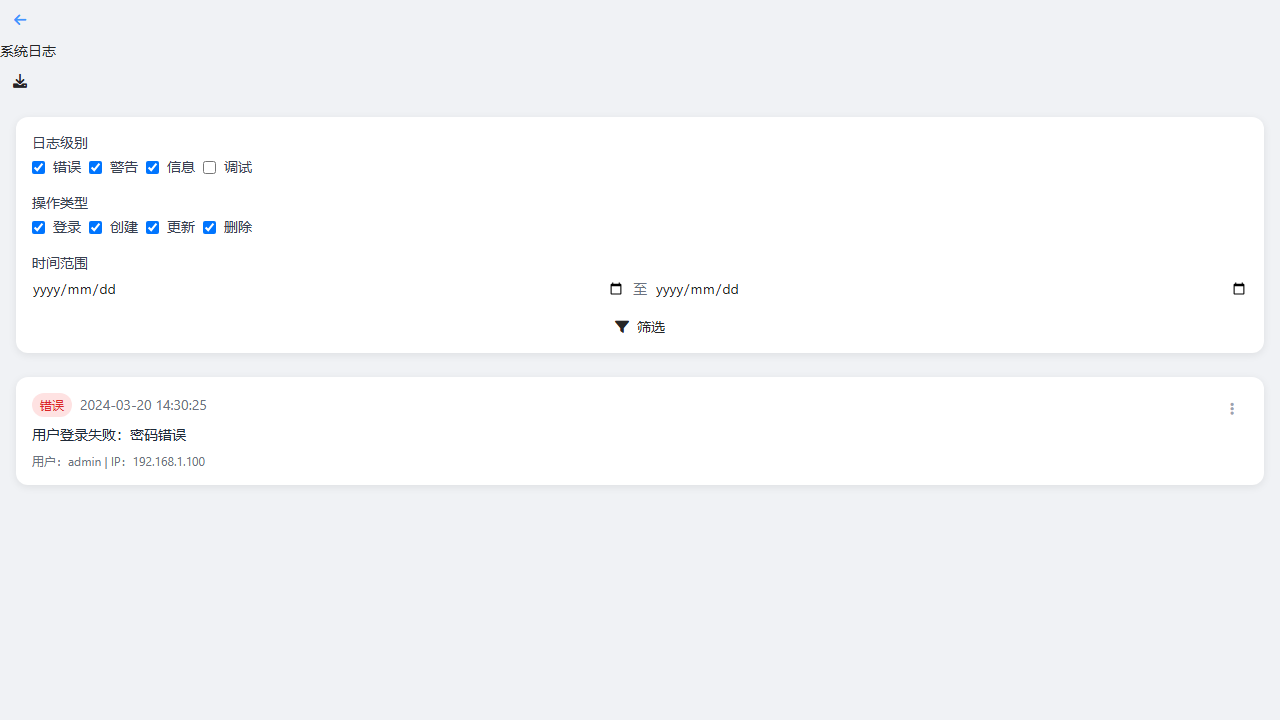 系统日志
日志级别
错误 警告 信息 调试
操作类型
登录 创建 更新 删除
时间范围
yyyy/mm/dd 至 yyyy/mm/dd
筛选
错误 2024-03-20 14:30:25
用户登录失败：密码错误
用户：admin | IP：192.168.1.100